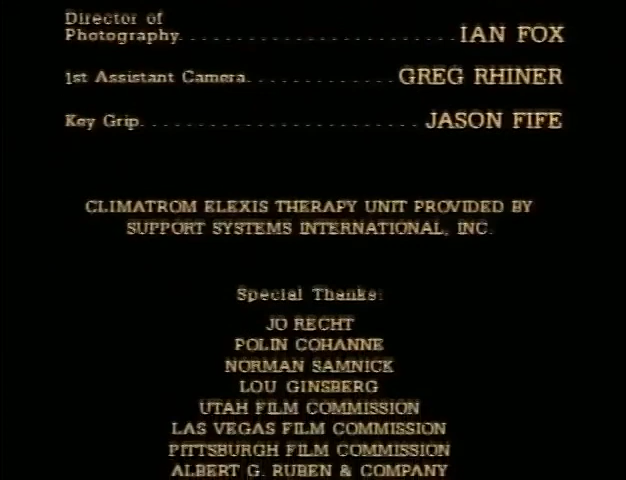 Director of
Photography........................IAN FOX
1st Assistant Camera.............GREG RHINER
Key Grip........................JASON FIFE
CLIMATROM ELEXIS THERAPY UNIT PROVIDED BY
SUPPORT SYSTEMS INTERNATIONAL, INC.
Special Thanks:
JO RECHT
POLIN COHANNE
NORMAN SAMNICK
LOU GINSBERG
UTAH FILM COMMISSION
LAS VEGAS FILM COMMISSION
PITTSBURGH FILM COMMISSION
ALBERT G. RUBEN & COMPANY